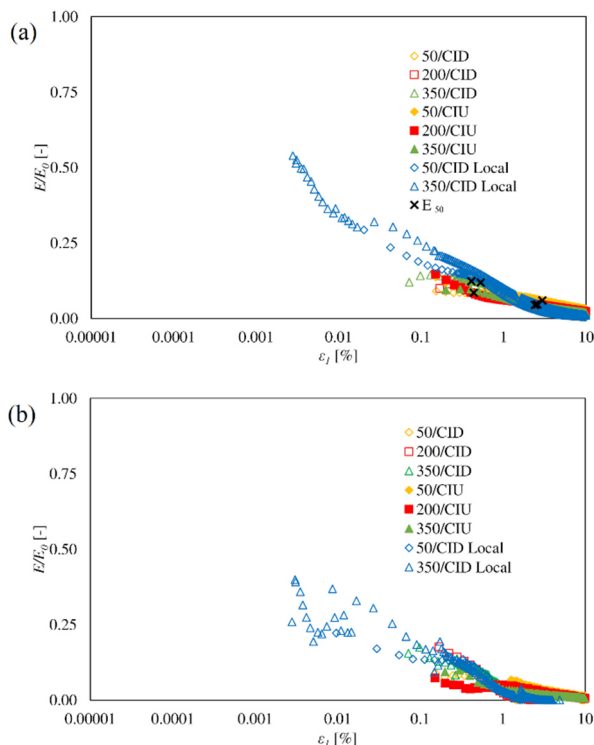 (a)
1.00
0.75
0.50
0.25
0.00
E/E0 [-]
50/CID
200/CID
350/CID
50/CIU
200/CIU
350/CIU
50/CID Local
350/CID Local
E 50
0.00001 0.0001 0.001 0.01 0.1 1 10
ε1 [%]
(b)
1.00
0.75
0.50
0.25
0.00
E/E0 [-]
50/CID
200/CID
350/CID
50/CIU
200/CIU
350/CIU
50/CID Local
350/CID Local
0.00001 0.0001 0.001 0.01 0.1 1 10
ε1 [%]